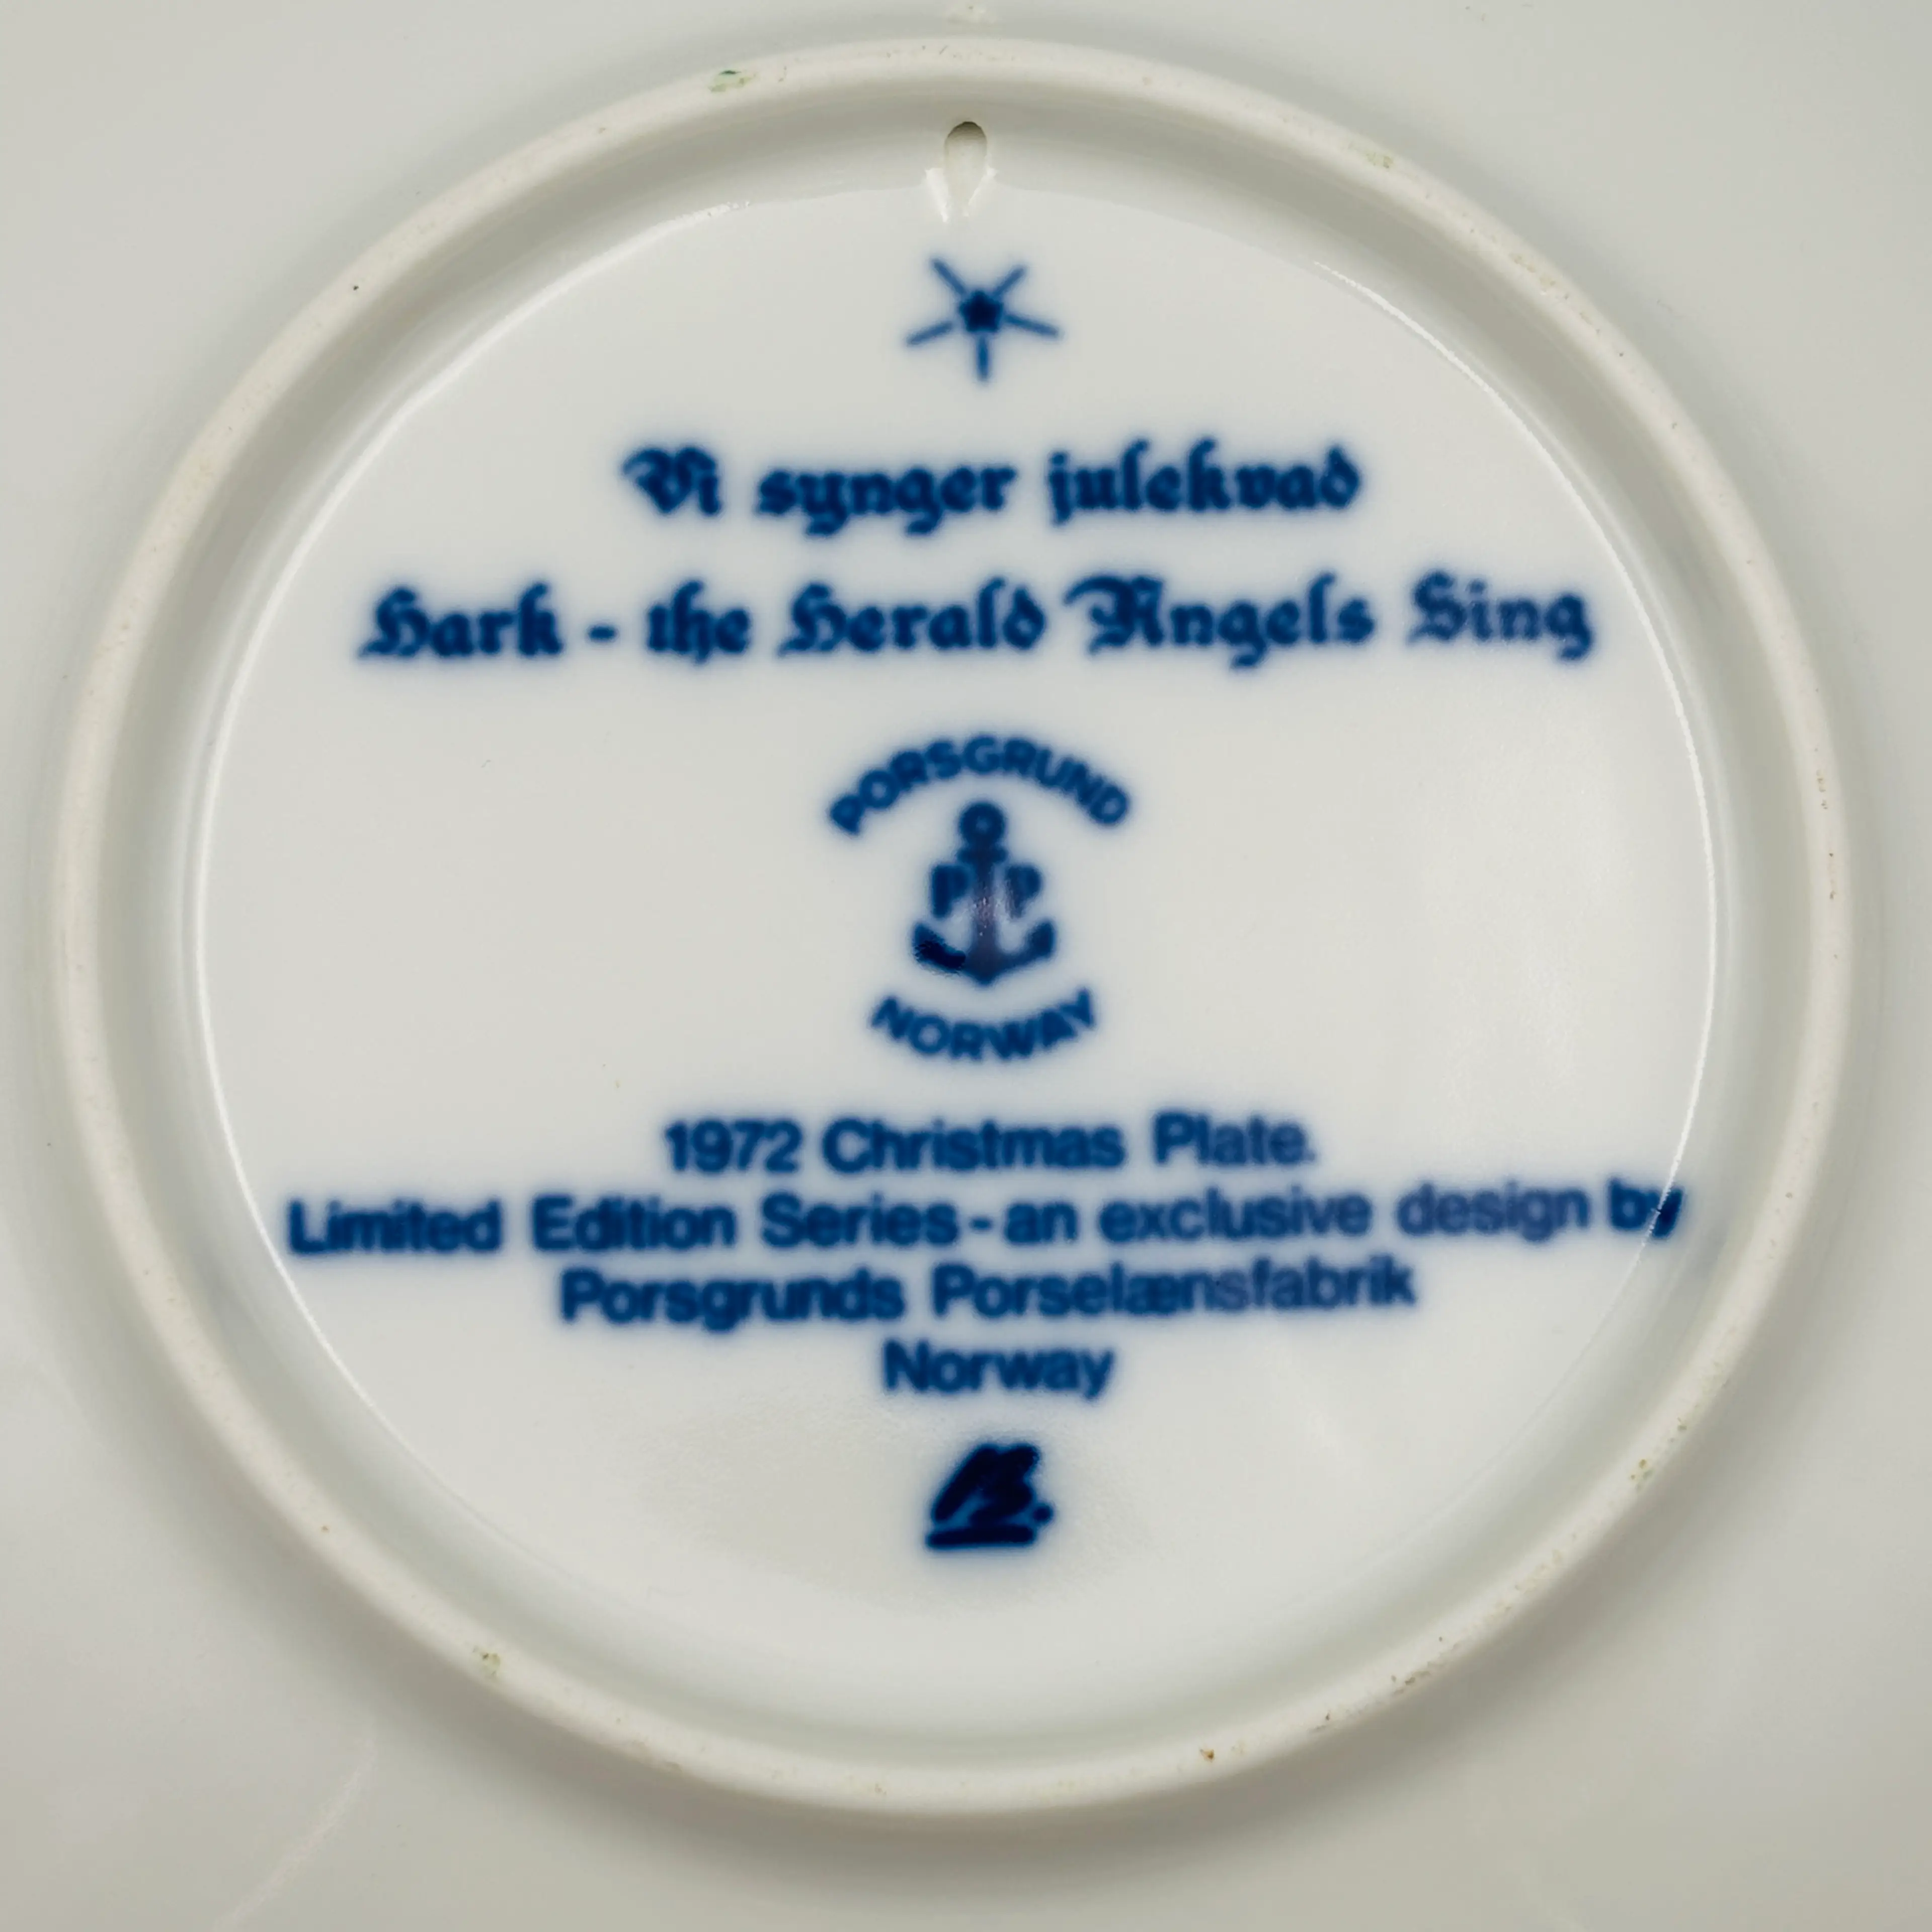 Vi synger julekvad
Hark - the Herald Angels Sing
PORSGRUND
P P
NORWAY
1972 Christmas Plate.
Limited Edition Series - an exclusive design by
Porsgrunds Porselænsfabrik
Norway